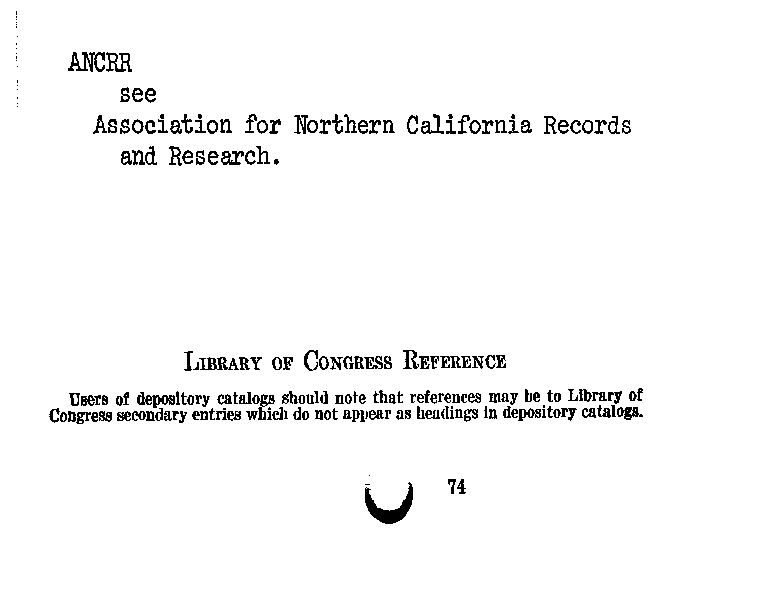 ANCRR
see
Association for Northern California Records
and Research.
LIBRARY OF CONGRESS REFERENCE
Users of depository catalogs should note that references may be to Library of
Congress secondary entries which do not appear as headings in depository catalogs.
74